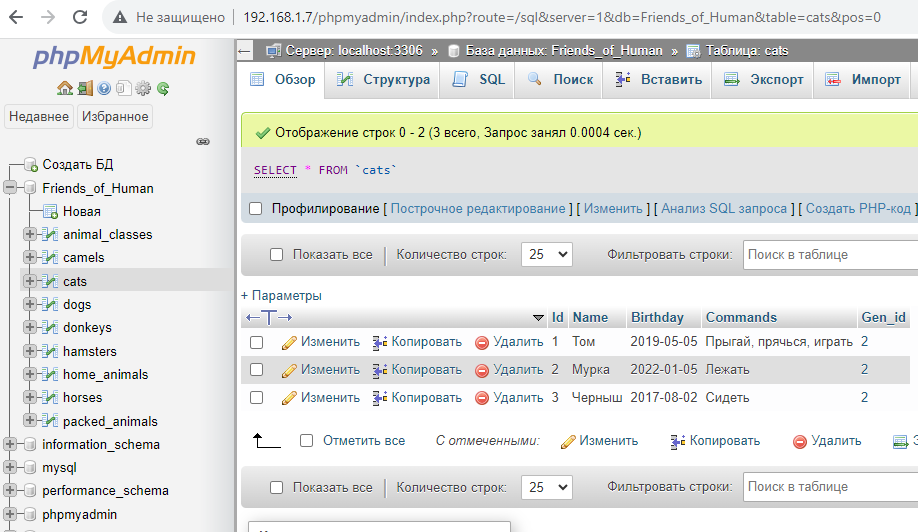 Не защищено 192.168.1.7/phpmyadmin/index.php?route=/sql&server=1&db=Friends_of_Human&table=cats&pos=0
phpMyAdmin
Недавнее Избранное
Создать БД
Friends_of_Human
Новая
animal_classes
camels
cats
dogs
donkeys
hamsters
home_animals
horses
packed_animals
information_schema
mysql
performance_schema
phpmyadmin
Сервер: localhost:3306 » База данных: Friends_of_Human » Таблица: cats
Обзор Структура SQL Поиск Вставить Экспорт Импорт
Отображение строк 0 - 2 (3 всего, Запрос занял 0.0004 сек.)
SELECT * FROM `cats`
Профилирование [ Построчное редактирование ] [ Изменить ] [ Анализ SQL запроса ] [ Создать PHP-код ]
Показать все Количество строк: 25 Фильтровать строки: Поиск в таблице
+ Параметры
←T→ Id Name Birthday Commands Gen_id
Изменить Копировать Удалить 1 Том 2019-05-05 Прыгай, прячься, играть 2
Изменить Копировать Удалить 2 Мурка 2022-01-05 Лежать 2
Изменить Копировать Удалить 3 Черныш 2017-08-02 Сидеть 2
Отметить все С отмеченными: Изменить Копировать Удалить
Показать все Количество строк: 25 Фильтровать строки: Поиск в таблице